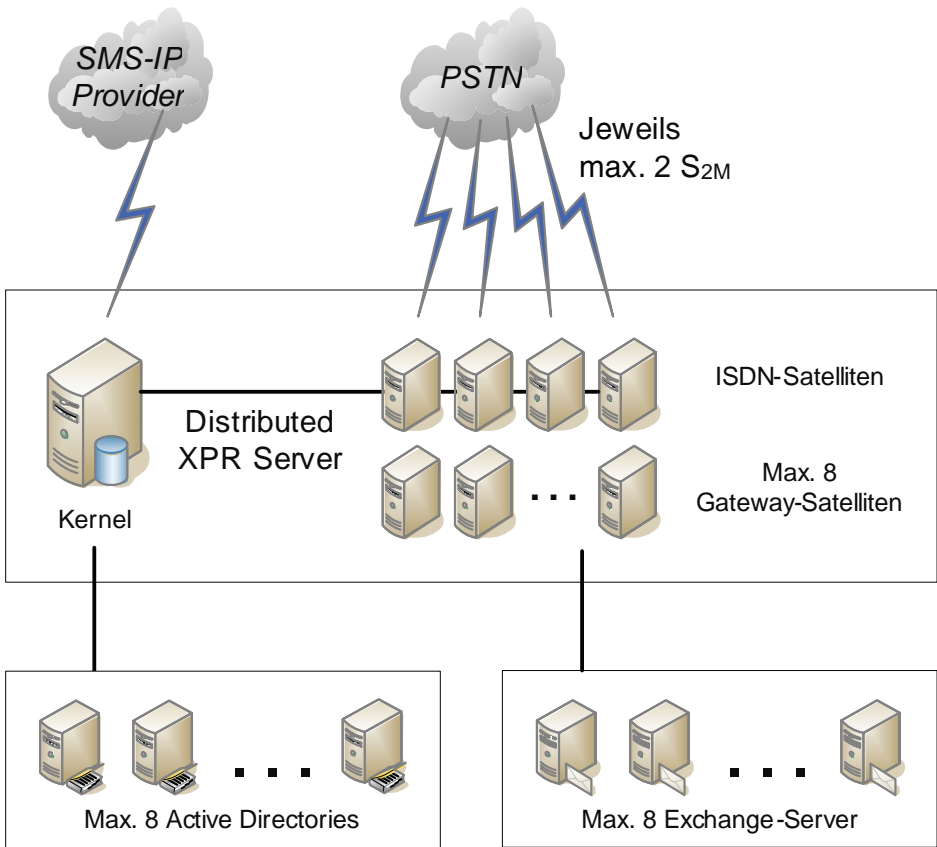 SMS-IP
Provider
PSTN
Jeweils
max. 2 S2M
ISDN-Satelliten
Distributed
XPR Server
Max. 8
Gateway-Satelliten
. . .
Kernel
. . .
Max. 8 Active Directories
. . .
Max. 8 Exchange-Server